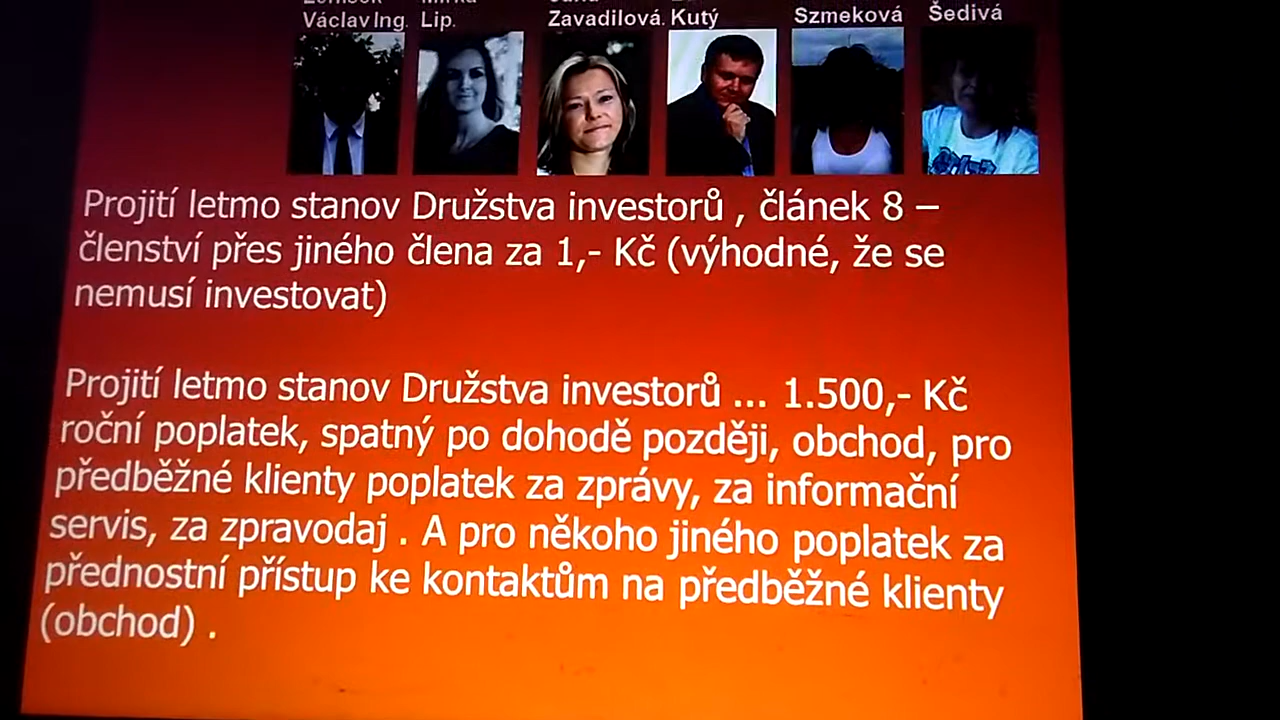 Václav Ing. Lip. Zavadilová. Kutý Szmeková Šedivá
Projití letmo stanov Družstva investorů , článek 8 –
členství přes jiného člena za 1,- Kč (výhodné, že se
nemusí investovat)
Projití letmo stanov Družstva investorů ... 1.500,- Kč
roční poplatek, spatný po dohodě později, obchod, pro
předběžné klienty poplatek za zprávy, za informační
servis, za zpravodaj . A pro někoho jiného poplatek za
přednostní přístup ke kontaktům na předběžné klienty
(obchod) .